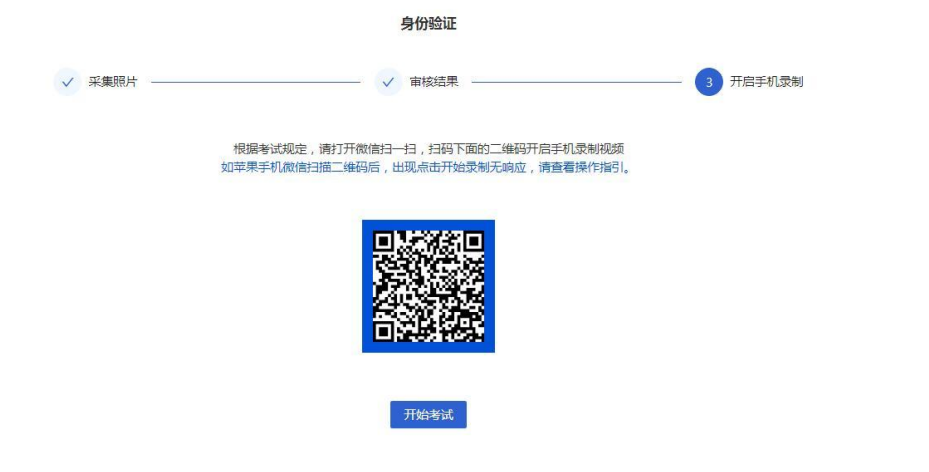 身份验证
采集照片
审核结果
3 开启手机录制
根据考试规定，请打开微信扫一扫，扫码下面的二维码开启手机录制视频
如苹果手机微信扫描二维码后，出现点击开始录制无响应，请查看操作指引。
开始考试